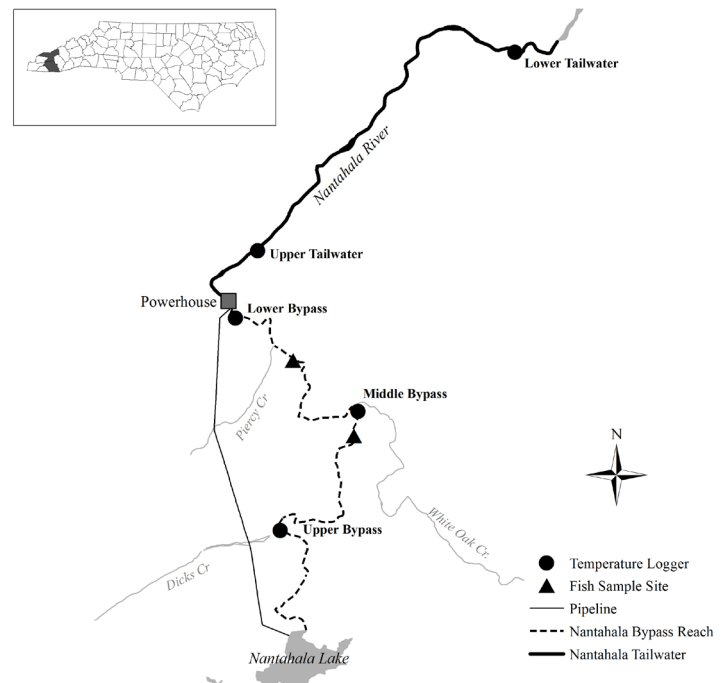 Lower Tailwater
Nantahala River
Upper Tailwater
Powerhouse
Lower Bypass
Middle Bypass
Piercy Cr
N
White Oak Cr.
Upper Bypass
Dicks Cr
Temperature Logger
Fish Sample Site
Pipeline
Nantahala Bypass Reach
Nantahala Tailwater
Nantahala Lake